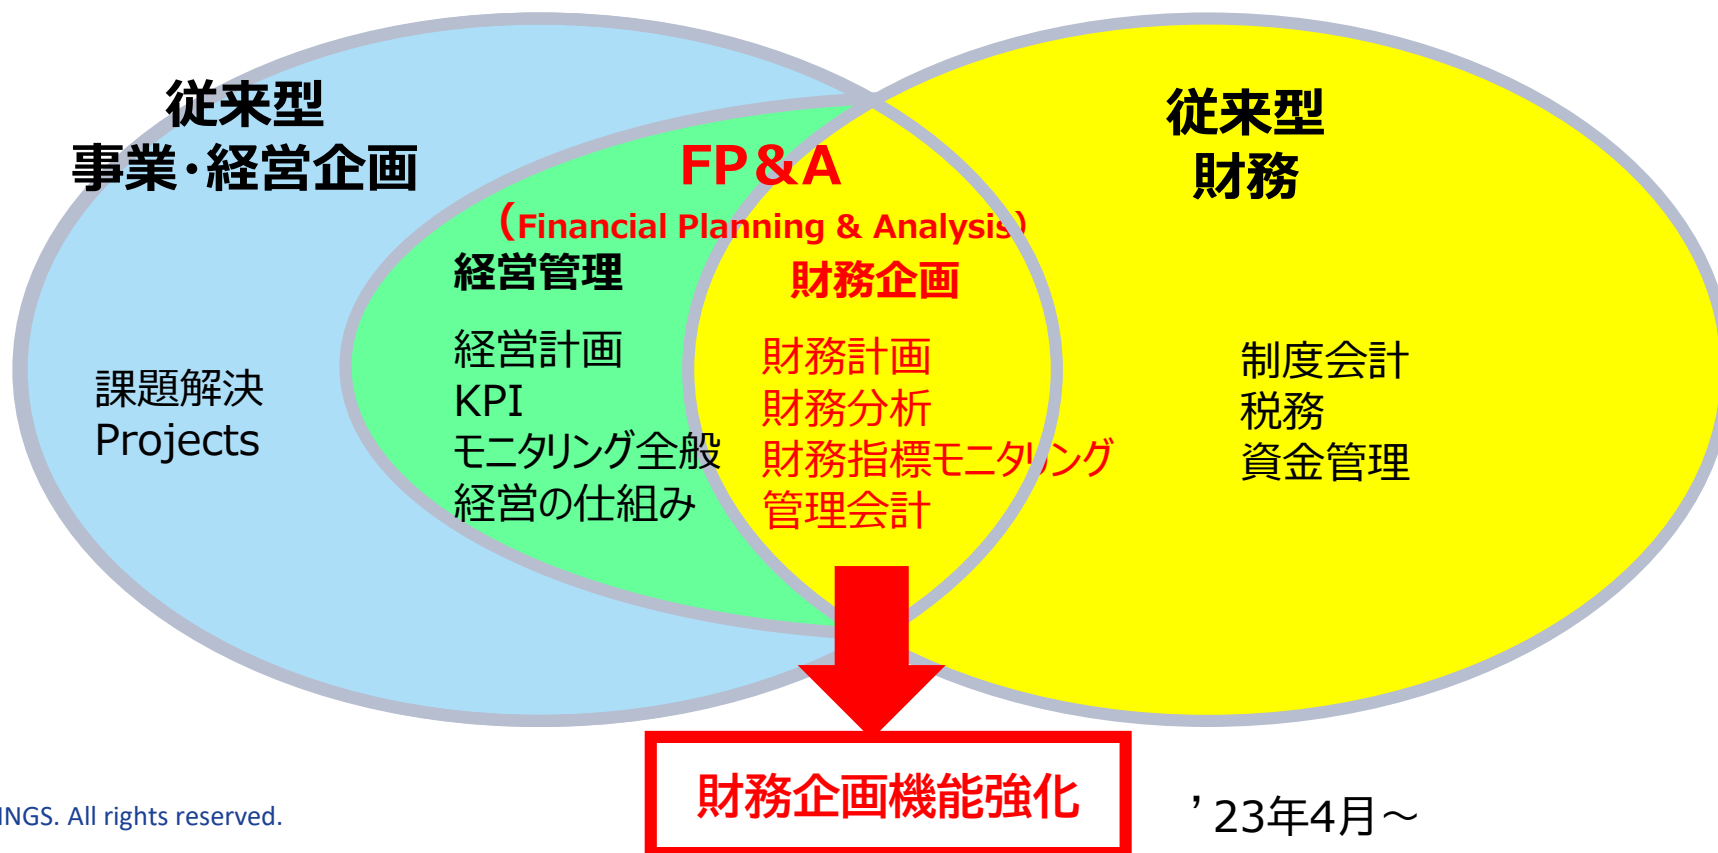 従来型
事業・経営企画
従来型
財務
FP&A
（Financial Planning & Analysis）
経営管理
財務企画
経営計画
KPI
モニタリング全般
経営の仕組み
財務計画
財務分析
財務指標モニタリング
管理会計
課題解決
Projects
制度会計
税務
資金管理
財務企画機能強化
’23年4月～
INGS. All rights reserved.